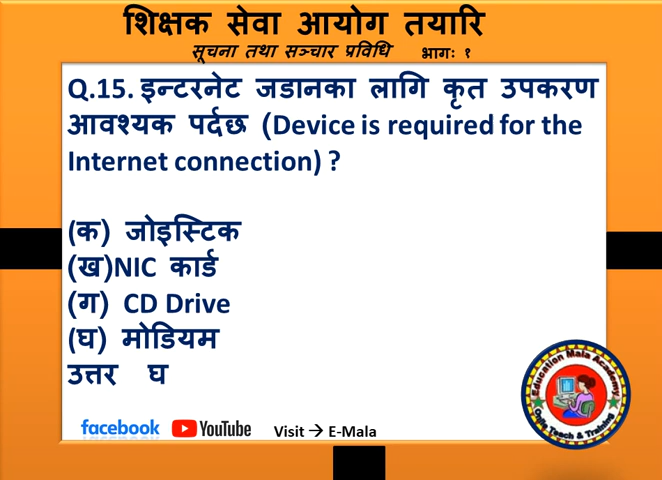 शिक्षक सेवा आयोग तयारि
सूचना तथा सञ्चार प्रविधि भागः १
Q.15. इन्टरनेट जडानका लागि कृत उपकरण
आवश्यक पर्दछ (Device is required for the
Internet connection) ?
(क) जोइस्टिक
(ख)NIC कार्ड
(ग) CD Drive
(घ) मोडियम
उत्तर घ
facebook YouTube Visit → E-Mala
Education Mala Academy
Onlie Teach & Training